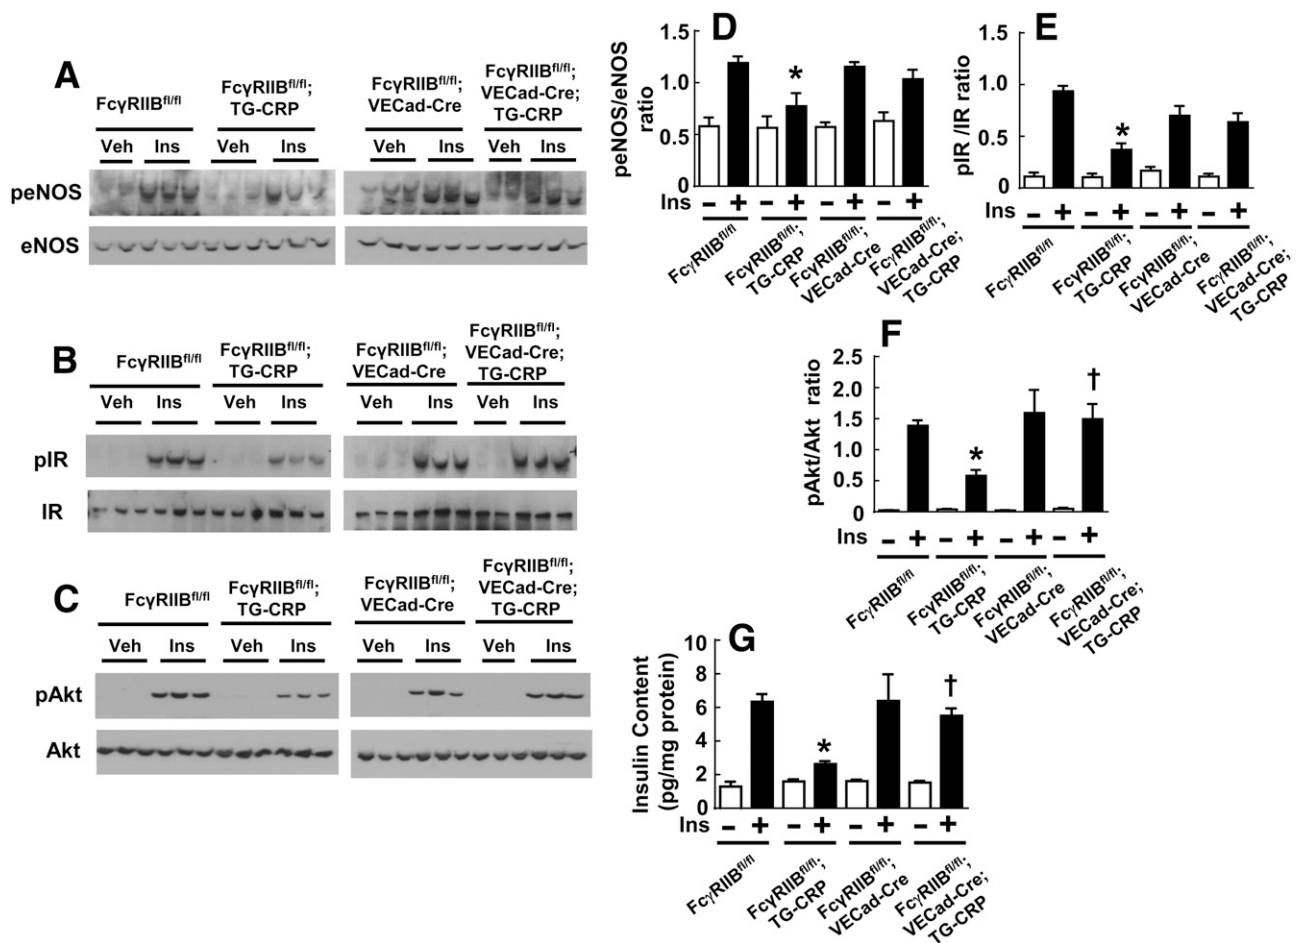 A
FcγRIIBfl/fl
FcγRIIBfl/fl;
TG-CRP
FcγRIIBfl/fl;
VECad-Cre
FcγRIIBfl/fl;
VECad-Cre;
TG-CRP
Veh Ins Veh Ins Veh Ins Veh Ins
peNOS
eNOS
B
FcγRIIBfl/fl
FcγRIIBfl/fl;
TG-CRP
FcγRIIBfl/fl;
VECad-Cre
FcγRIIBfl/fl;
VECad-Cre;
TG-CRP
Veh Ins Veh Ins Veh Ins Veh Ins
pIR
IR
C
FcγRIIBfl/fl
FcγRIIBfl/fl;
TG-CRP
FcγRIIBfl/fl;
VECad-Cre
FcγRIIBfl/fl;
VECad-Cre;
TG-CRP
Veh Ins Veh Ins Veh Ins Veh Ins
pAkt
Akt
D
peNOS/eNOS
ratio
1.5
1.0
0.5
0
*
Ins − + − + − + − +
FcγRIIBfl/fl
FcγRIIBfl/fl;
TG-CRP
FcγRIIBfl/fl;
VECad-Cre
FcγRIIBfl/fl;
VECad-Cre;
TG-CRP
E
pIR /IR ratio
1.5
1.0
0.5
0
*
Ins − + − + − + − +
FcγRIIBfl/fl
FcγRIIBfl/fl;
TG-CRP
FcγRIIBfl/fl;
VECad-Cre
FcγRIIBfl/fl;
VECad-Cre;
TG-CRP
F
pAkt/Akt ratio
2.5
2.0
1.5
1.0
0.5
0
*
†
Ins − + − + − + − +
FcγRIIBfl/fl
FcγRIIBfl/fl;
TG-CRP
FcγRIIBfl/fl;
VECad-Cre
FcγRIIBfl/fl;
VECad-Cre;
TG-CRP
G
Insulin Content
(pg/mg protein)
10
8
6
4
2
0
*
†
Ins − + − + − + − +
FcγRIIBfl/fl
FcγRIIBfl/fl;
TG-CRP
FcγRIIBfl/fl;
VECad-Cre
FcγRIIBfl/fl;
VECad-Cre;
TG-CRP